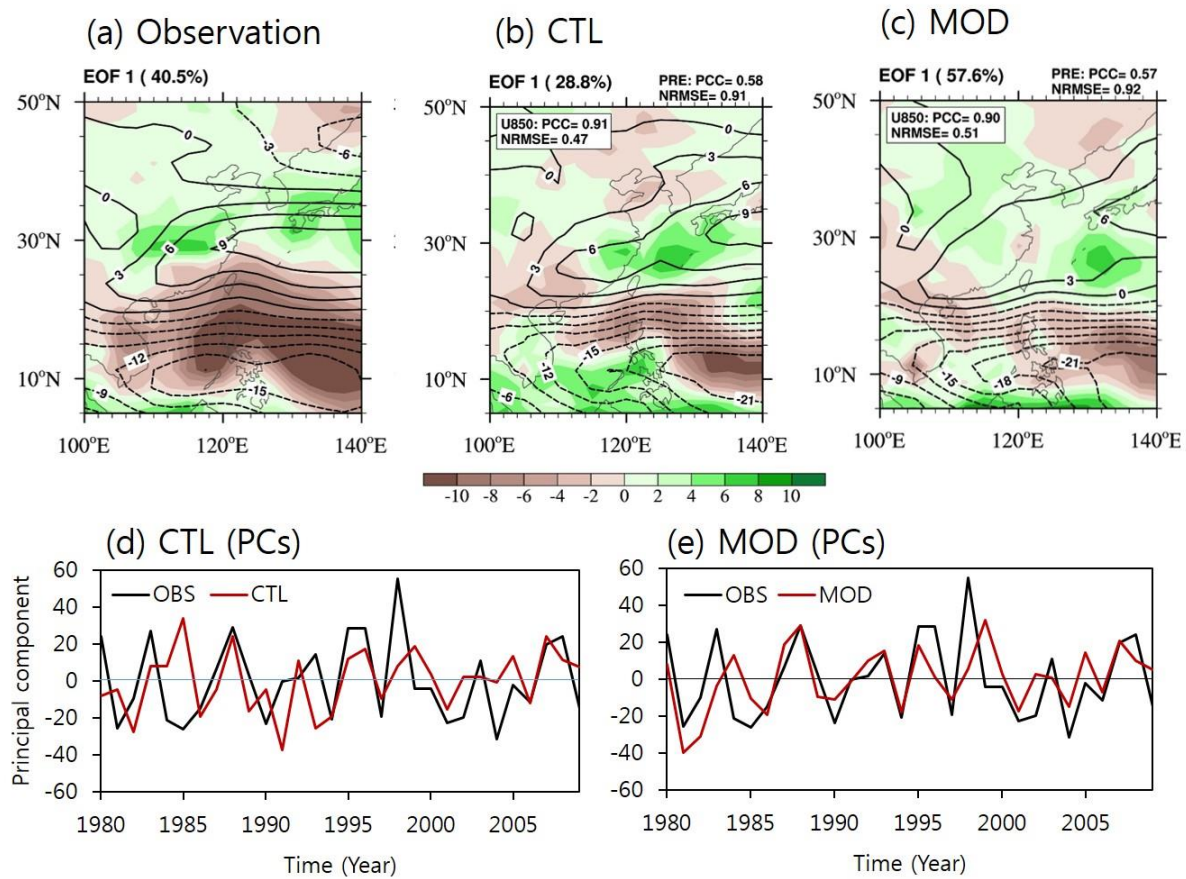 (a) Observation
(b) CTL
(c) MOD
EOF 1 ( 40.5%)
EOF 1 ( 28.8%)
PRE: PCC= 0.58
NRMSE= 0.91
EOF 1 ( 57.6%)
PRE: PCC= 0.57
NRMSE= 0.92
50°N
30°N
10°N
100°E 120°E 140°E
0
-3
-6
0
3
6
9
-12
-9
-15
50°N
30°N
10°N
100°E 120°E 140°E
U850: PCC= 0.91
NRMSE= 0.47
0
3
6
9
6
3
-15
-12
-6
-21
50°N
30°N
10°N
100°E 120°E 140°E
U850: PCC= 0.90
NRMSE= 0.51
0
6
3
0
-21
-18
-15
-9
-10 -8 -6 -4 -2 0 2 4 6 8 10
(d) CTL (PCs)
OBS CTL
Principal component
60
40
20
0
-20
-40
-60
1980 1985 1990 1995 2000 2005
Time (Year)
(e) MOD (PCs)
OBS MOD
60
40
20
0
-20
-40
-60
1980 1985 1990 1995 2000 2005
Time (Year)